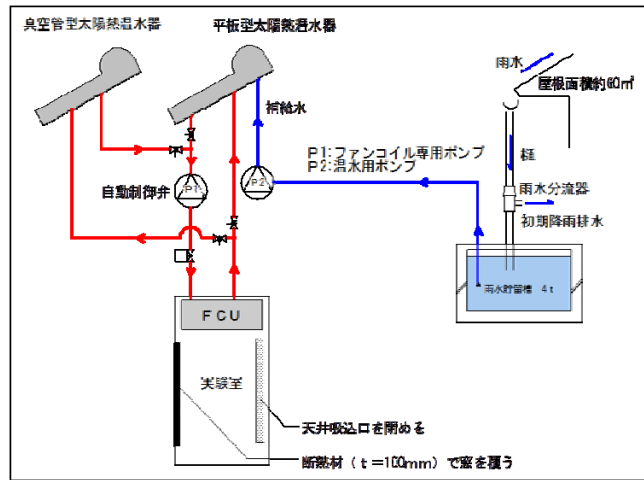 真空管型太陽熱温水器
平板型太陽熱温水器
雨水
屋根面積約60㎡
補給水
樋
P1:ファンコイル専用ポンプ
P2:温水用ポンプ
P1
P2
自動制御弁
雨水分流器
初期降雨排水
雨水貯留槽 4t
FCU
実験室
天井吸込口を閉める
断熱材(t=100mm)で窓を覆う